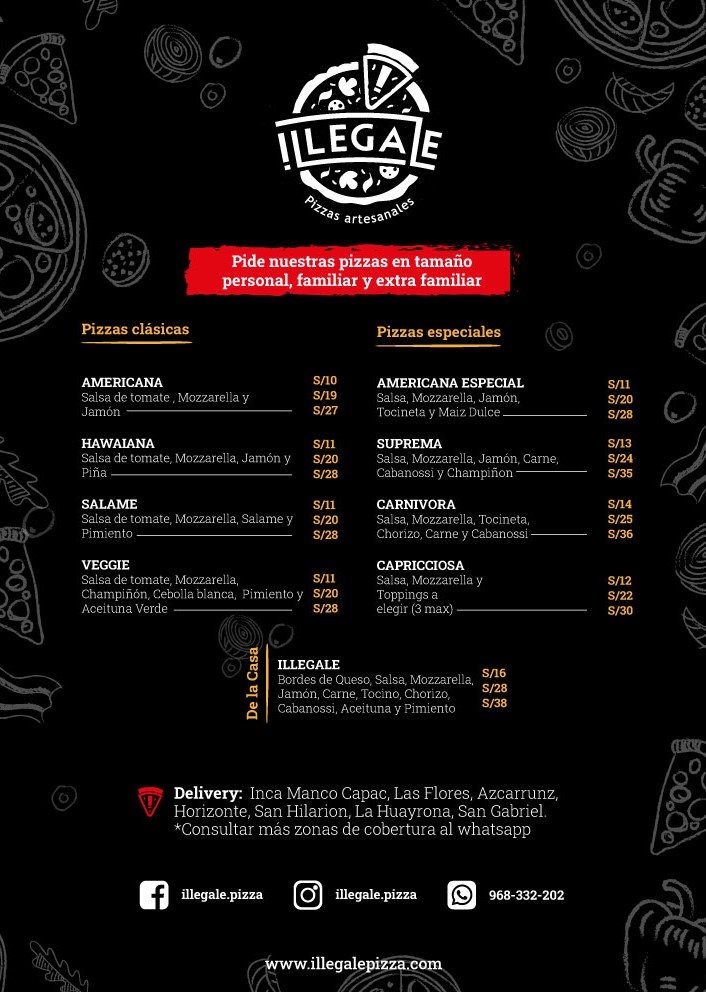 ILLEGALE
Pizzas artesanales
Pide nuestras pizzas en tamaño
personal, familiar y extra familiar
Pizzas clásicas
AMERICANA
S/10
Salsa de tomate , Mozzarella y
S/19
Jamón
S/27
HAWAIANA
S/11
Salsa de tomate, Mozzarella, Jamón y
S/20
Piña
S/28
SALAME
S/11
Salsa de tomate, Mozzarella, Salame y
S/20
Pimiento
S/28
VEGGIE
Salsa de tomate, Mozzarella,
S/11
Champiñón, Cebolla blanca, Pimiento y
S/20
Aceituna Verde
S/28
Pizzas especiales
AMERICANA ESPECIAL
S/11
Salsa, Mozzarella, Jamón,
S/20
Tocineta y Maiz Dulce
S/28
SUPREMA
S/13
Salsa, Mozzarella, Jamón, Carne,
S/24
Cabanossi y Champiñon
S/35
CARNIVORA
S/14
Salsa, Mozzarella, Tocineta,
S/25
Chorizo, Carne y Cabanossi
S/36
CAPRICCIOSA
Salsa, Mozzarella y
S/12
Toppings a
S/22
elegir (3 max)
S/30
De la Casa
ILLEGALE
S/16
Bordes de Queso, Salsa, Mozzarella,
S/28
Jamón, Carne, Tocino, Chorizo,
S/38
Cabanossi, Aceituna y Pimiento
Delivery: Inca Manco Capac, Las Flores, Azcarrunz,
Horizonte, San Hilarion, La Huayrona, San Gabriel.
*Consultar más zonas de cobertura al whatsapp
illegale.pizza
illegale.pizza
968-332-202
www.illegalepizza.com